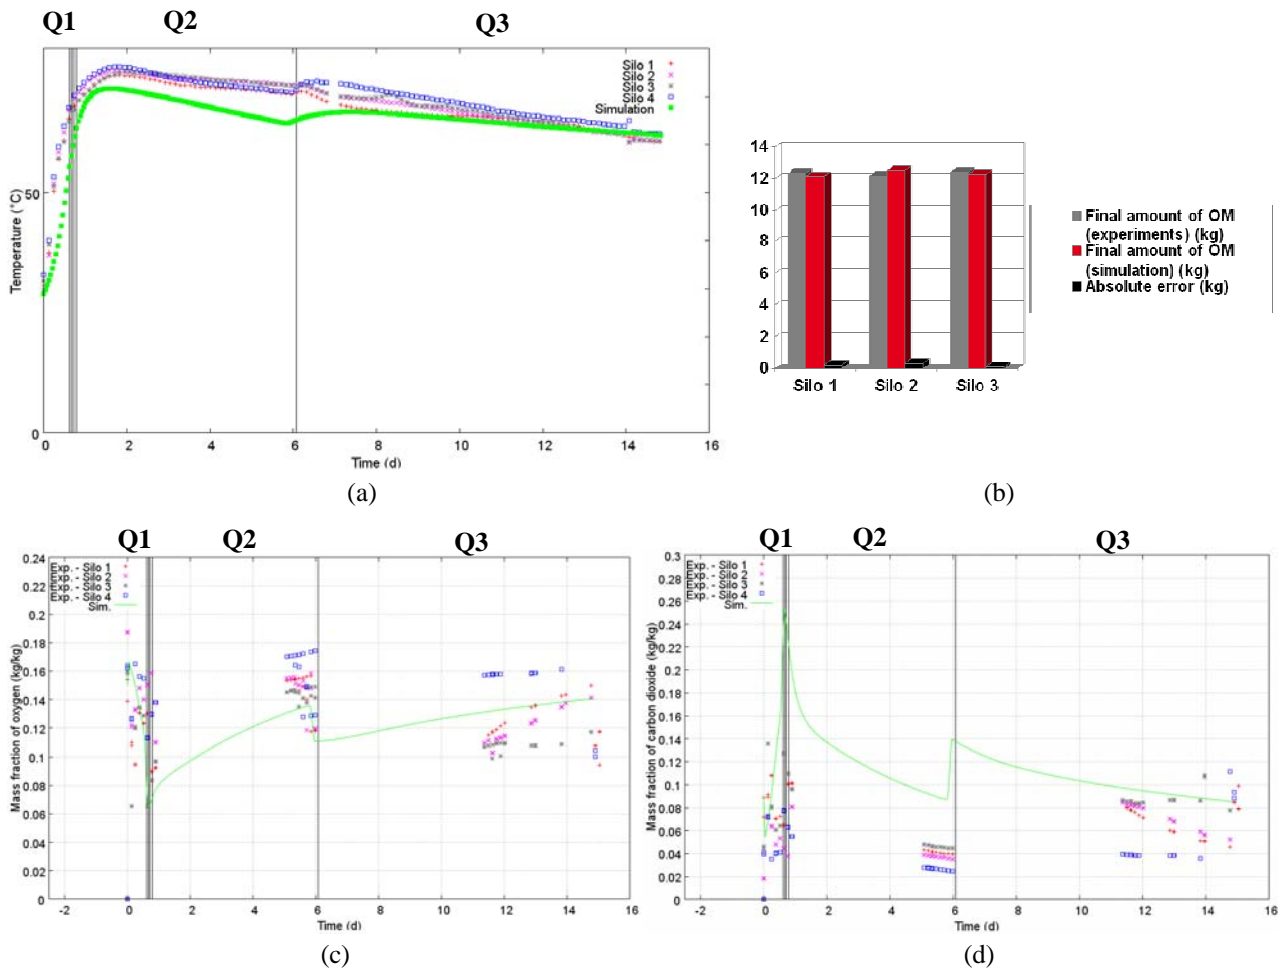 Q1 Q2 Q3
Silo 1
Silo 2
Silo 3
Silo 4
Simulation
Temperature (°C)
50
0
0 2 4 6 8 10 12 14 16
Time (d)
(a)
14
12
10
8
6
4
2
0
Silo 1 Silo 2 Silo 3
Final amount of OM
(experiments) (kg)
Final amount of OM
(simulation) (kg)
Absolute error (kg)
(b)
Q1 Q2 Q3
Exp. - Silo 1
Exp. - Silo 2
Exp. - Silo 3
Exp. - Silo 4
Sim.
Mass fraction of oxygen (kg/kg)
0.24
0.22
0.2
0.18
0.16
0.14
0.12
0.1
0.08
0.06
0.04
0.02
0
-2 0 2 4 6 8 10 12 14 16
Time (d)
(c)
Q1 Q2 Q3
Exp. - Silo 1
Exp. - Silo 2
Exp. - Silo 3
Exp. - Silo 4
Sim.
Mass fraction of carbon dioxide (kg/kg)
0.3
0.28
0.26
0.24
0.22
0.2
0.18
0.16
0.14
0.12
0.1
0.08
0.06
0.04
0.02
0
-2 0 2 4 6 8 10 12 14 16
Time (d)
(d)